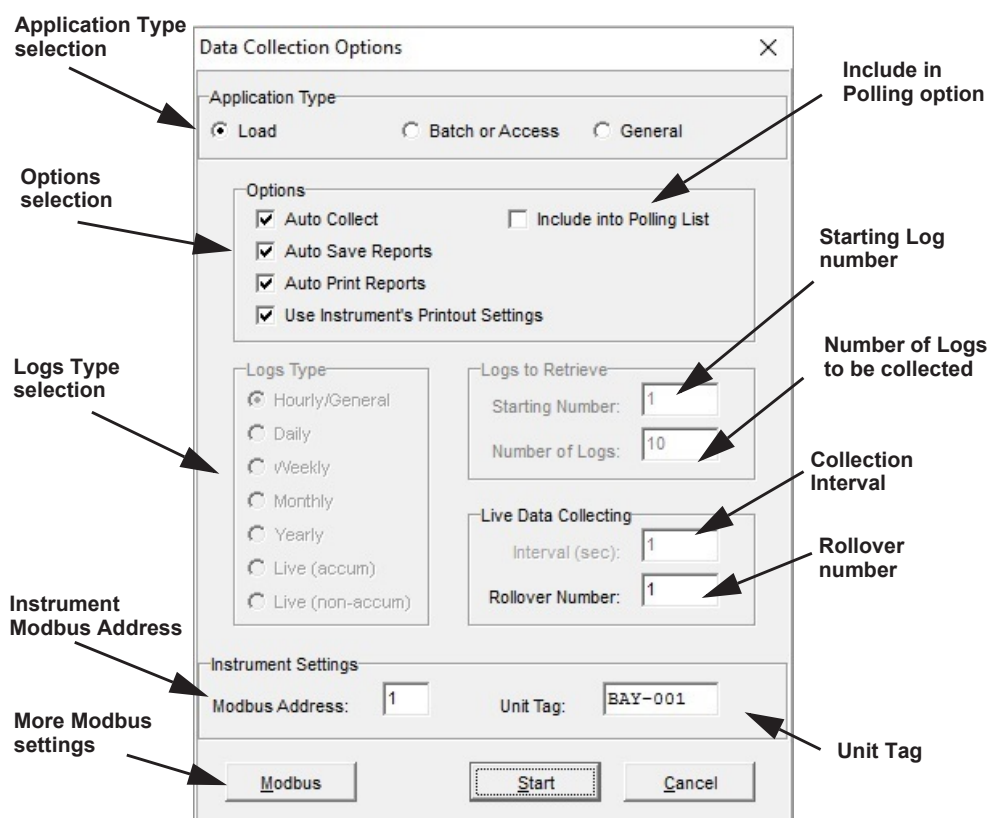 Application Type
selection
Data Collection Options
Include in
Polling option
Application Type
Load
Batch or Access
General
Options
selection
Options
Auto Collect
Include into Polling List
Auto Save Reports
Auto Print Reports
Use Instrument's Printout Settings
Starting Log
number
Number of Logs
to be collected
Logs Type
selection
Logs Type
Hourly/General
Daily
Weekly
Monthly
Yearly
Live (accum)
Live (non-accum)
Logs to Retrieve
Starting Number: 1
Number of Logs: 10
Collection
Interval
Live Data Collecting
Interval (sec): 1
Rollover Number: 1
Rollover
number
Instrument
Modbus Address
Instrument Settings
Modbus Address: 1
Unit Tag: BAY-001
Unit Tag
More Modbus
settings
Modbus
Start
Cancel